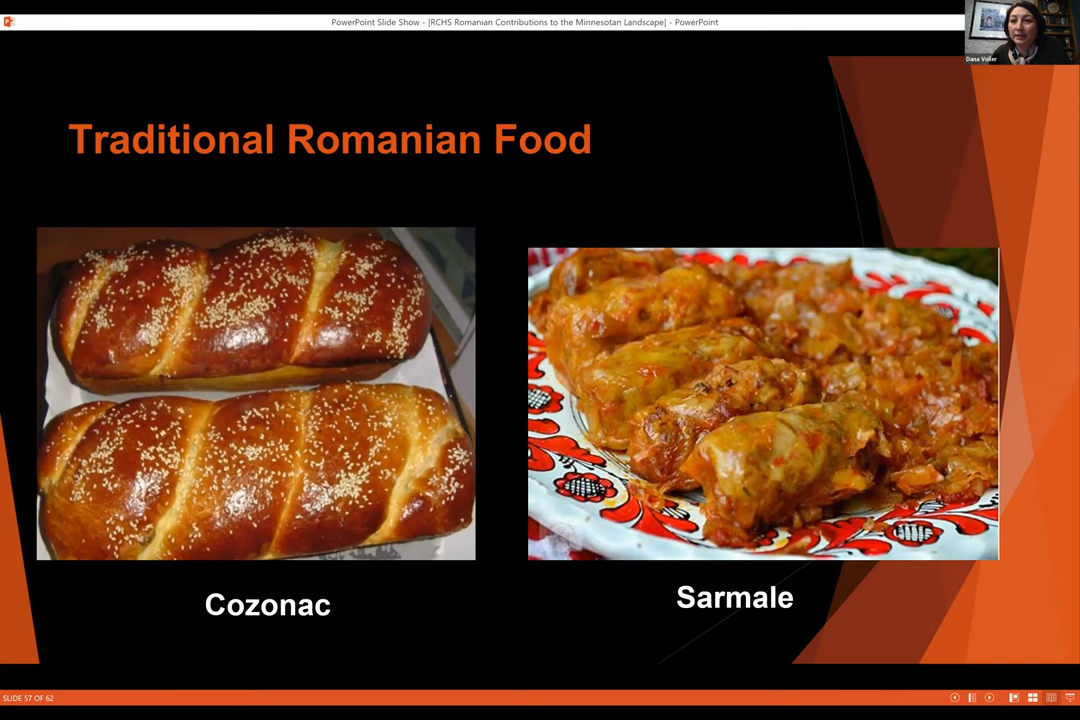 PowerPoint Slide Show - [RCHS Romanian Contributions to the Minnesotan Landscape] - PowerPoint
Dana Voller
Traditional Romanian Food
Cozonac
Sarmale
SLIDE 57 OF 62